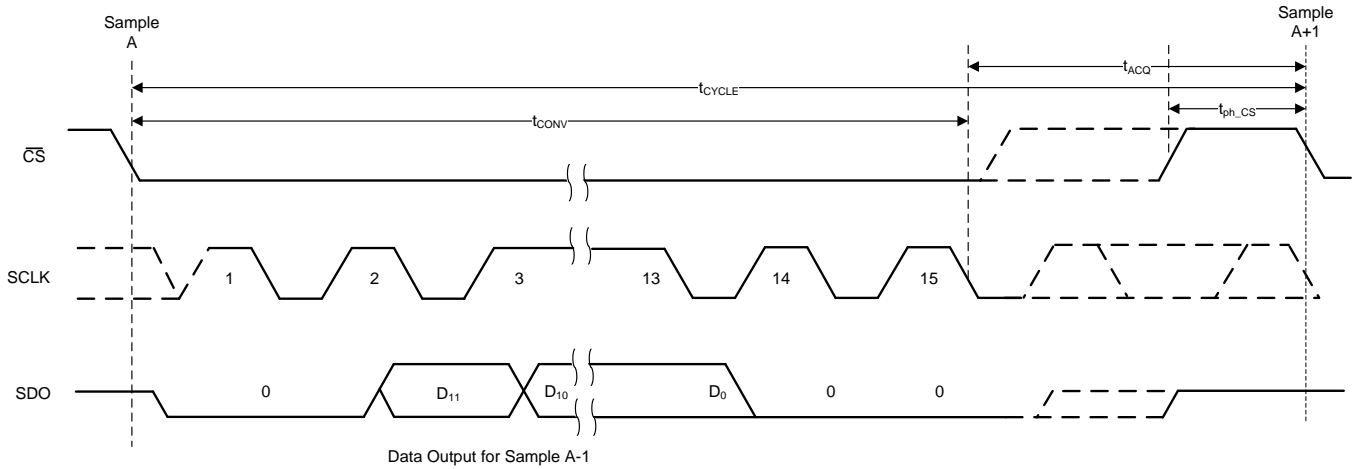 Sample
A
Sample
A+1
tACQ
tCYCLE
tph_CS
tCONV
CS
SCLK
1 2 3 13 14 15
SDO
0 D11 D10 D0 0 0
Data Output for Sample A-1